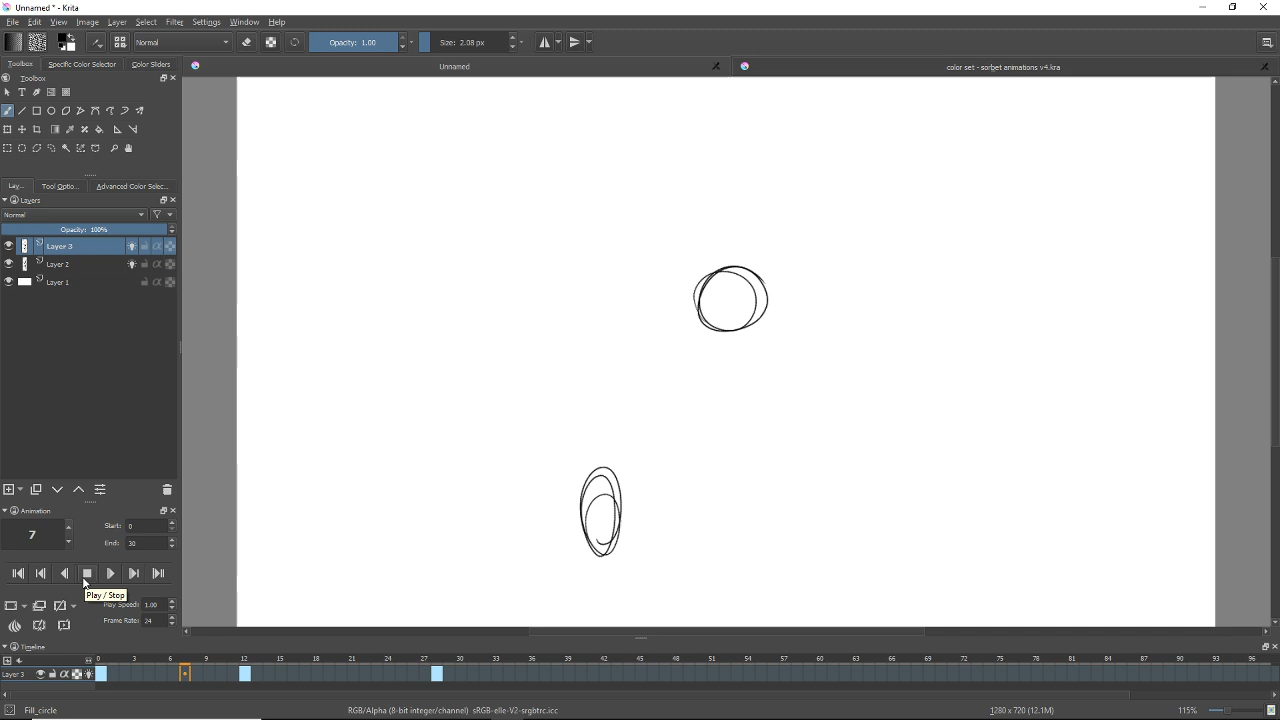 Unnamed * - Krita
File Edit View Image Layer Select Filter Settings Window Help
Normal Opacity: 1.00 Size: 2.08 px
Toolbox Specific Color Selector Color Sliders
Unnamed color set - sorbet animations v4.kra
Toolbox
Lay... Tool Optio... Advanced Color Selec...
Layers
Normal
Opacity: 100%
Layer 3
Layer 2
Layer 1
Animation
7 Start: 0
End: 30
Play / Stop
Play Speed: 1.00
Frame Rate: 24
Timeline
0 3 6 9 12 15 18 21 24 27 30 33 36 39 42 45 48 51 54 57 60 63 66 69 72 75 78 81 84 87 90 93 96
Layer 3
Fill_circle RGB/Alpha (8-bit integer/channel) sRGB-elle-V2-srgbtrc.icc 1280 x 720 (12.1M) 115%